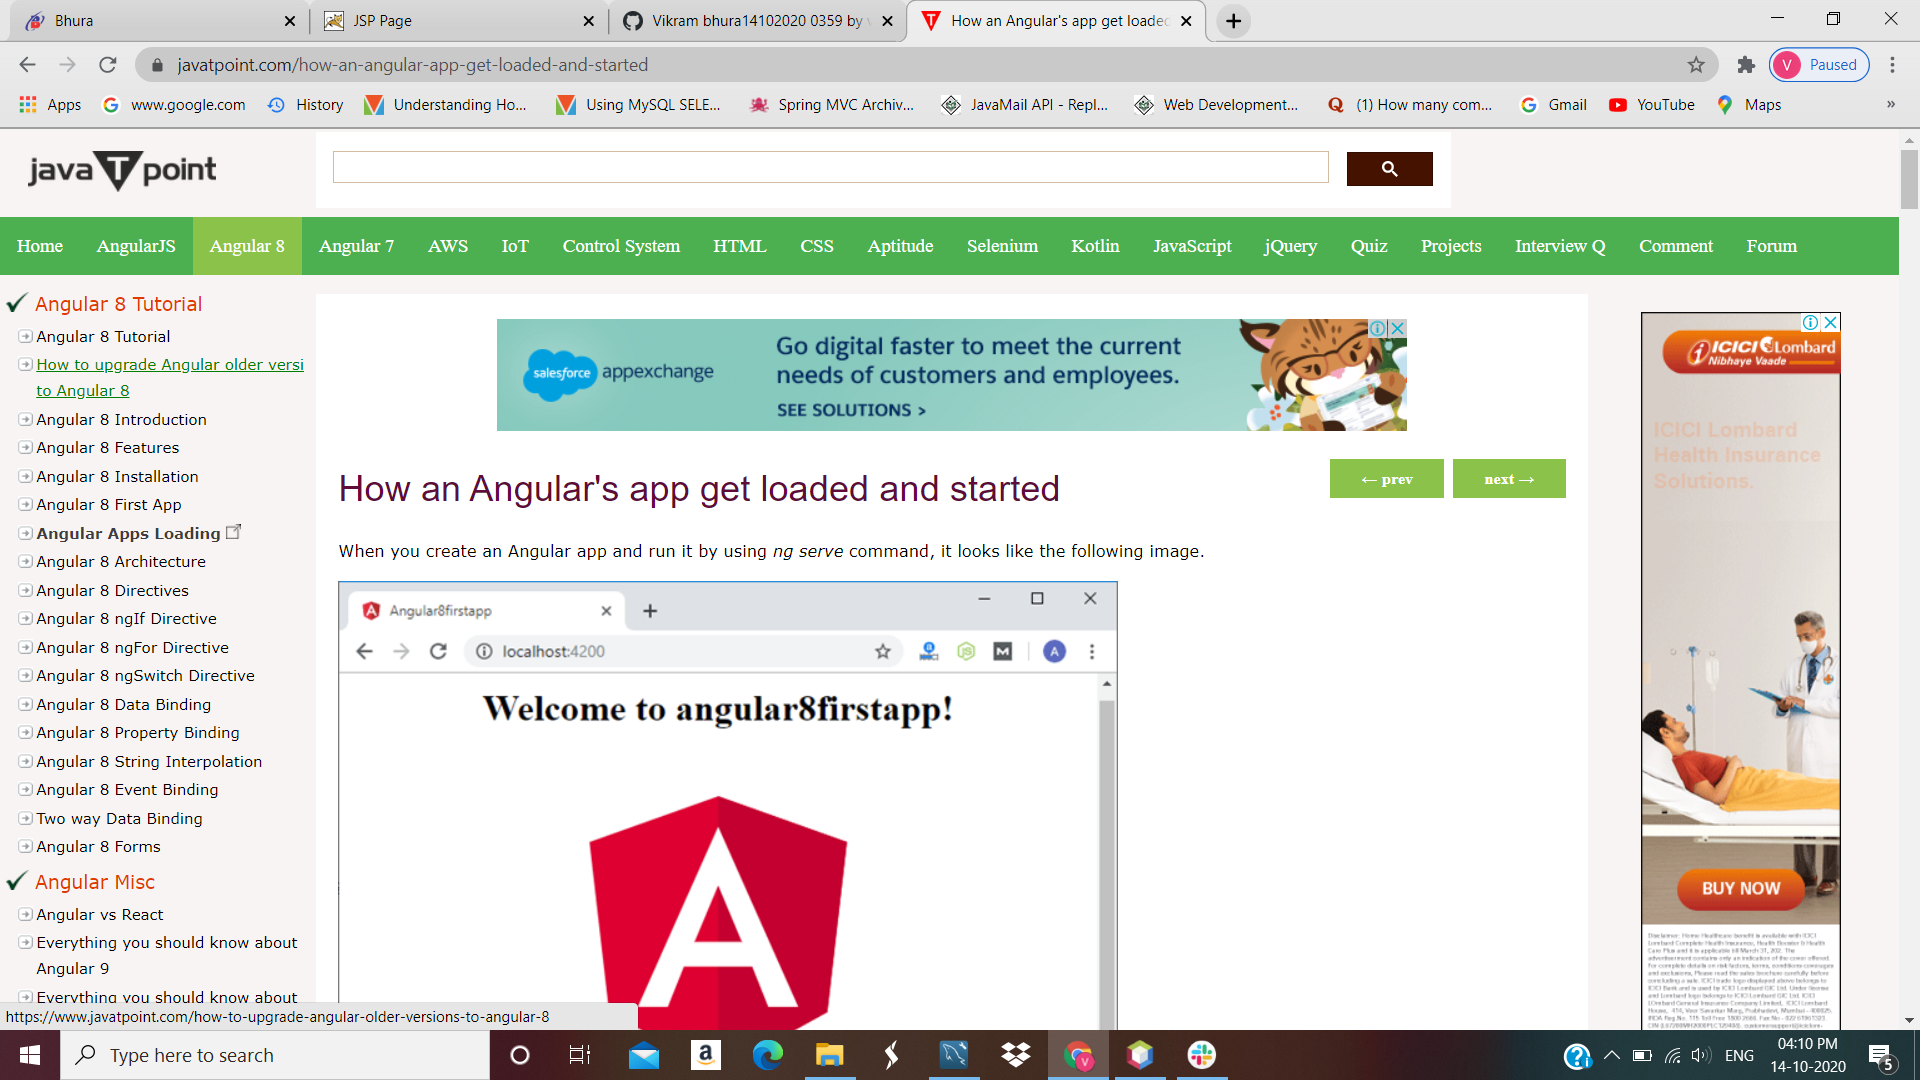 Bhura
JSP Page
Vikram bhura14102020 0359 by
How an Angular's app get loaded
javatpoint.com/how-an-angular-app-get-loaded-and-started
V
Paused
Apps
www.google.com
History
Understanding Ho...
Using MySQL SELE...
Spring MVC Archiv...
JavaMail API - Repl...
Web Development...
(1) How many com...
Gmail
YouTube
Maps
»
java T point
Home
AngularJS
Angular 8
Angular 7
AWS
IoT
Control System
HTML
CSS
Aptitude
Selenium
Kotlin
JavaScript
jQuery
Quiz
Projects
Interview Q
Comment
Forum
Angular 8 Tutorial
Angular 8 Tutorial
How to upgrade Angular older versi
to Angular 8
Angular 8 Introduction
Angular 8 Features
Angular 8 Installation
Angular 8 First App
Angular Apps Loading
Angular 8 Architecture
Angular 8 Directives
Angular 8 ngIf Directive
Angular 8 ngFor Directive
Angular 8 ngSwitch Directive
Angular 8 Data Binding
Angular 8 Property Binding
Angular 8 String Interpolation
Angular 8 Event Binding
Two way Data Binding
Angular 8 Forms
Angular Misc
Angular vs React
Everything you should know about
Angular 9
Everything you should know about
https://www.javatpoint.com/how-to-upgrade-angular-older-versions-to-angular-8
salesforce appexchange
Go digital faster to meet the current
needs of customers and employees.
SEE SOLUTIONS >
How an Angular's app get loaded and started
← prev
next →
When you create an Angular app and run it by using ng serve command, it looks like the following image.
Angular8firstapp
localhost:4200
A
Welcome to angular8firstapp!
A
ICICI Lombard
Nibhaye Vaade
ICICI Lombard
Health Insurance
Solutions.
BUY NOW
Type here to search
ENG
04:10 PM
14-10-2020
5